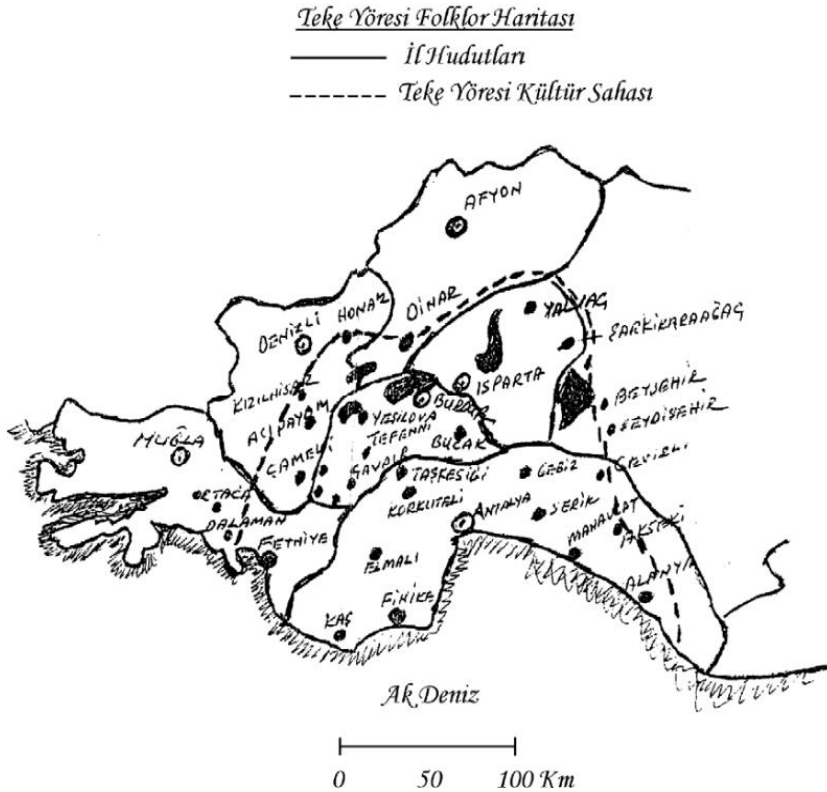 Teke Yöresi Folklor Haritası
İl Hudutları
Teke Yöresi Kültür Sahası
AFYON
HONAZ
DİNAR
DENİZLİ
YALVAÇ
ŞARKİKARAAĞAÇ
KIZILHİSAR
ISPARTA
BURDUR
BEYŞEHİR
ACIPAYAM
YEŞİLOVA
SEYDİŞEHİR
MUĞLA
TEFENNİ
BUCAK
ÇAMELİ
TAŞKESİĞİ
GEBİZ
ORTACA
KORKUTELİ
ANTALYA
SERİK
DALAMAN
MANAVGAT
AKSEKİ
FETHİYE
ELMALI
ALANYA
FİNİKE
KAŞ
Ak Deniz
0 50 100 Km